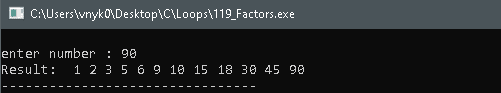 C:\Users\vnyk0\Desktop\C\Loops\119_Factors.exe
enter number : 90
Result:  1 2 3 5 6 9 10 15 18 30 45 90
--------------------------------